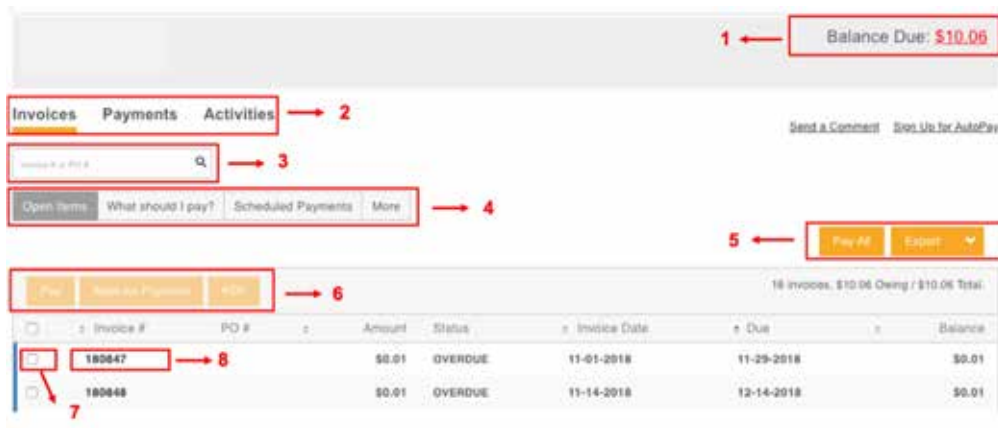 1 Balance Due: $10.06
Invoices Payments Activities 2
Send a Comment Sign Up for AutoPay
3
Open Items What should I pay? Scheduled Payments More 4
5 Pay All Export
Pay PDF 6
16 invoices, $10.06 Owing / $10.06 Total.
Invoice # PO # Amount Status Invoice Date Due Balance
180847 8 $0.01 OVERDUE 11-01-2018 11-29-2018 $0.01
180848 $0.01 OVERDUE 11-14-2018 12-14-2018 $0.01
7